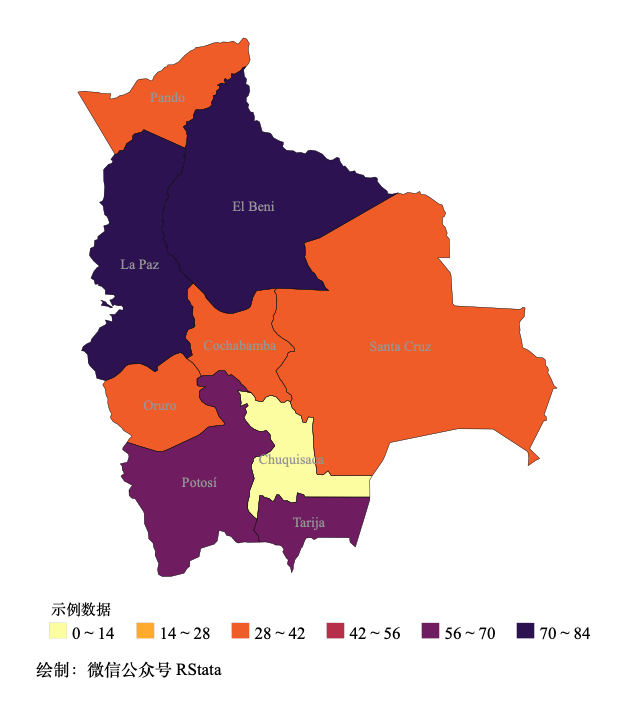 Pando
El Beni
La Paz
Cochabamba
Santa Cruz
Oruro
Chuquisaca
Potosí
Tarija
示例数据
0 ~ 14 14 ~ 28 28 ~ 42 42 ~ 56 56 ~ 70 70 ~ 84
绘制：微信公众号 RStata